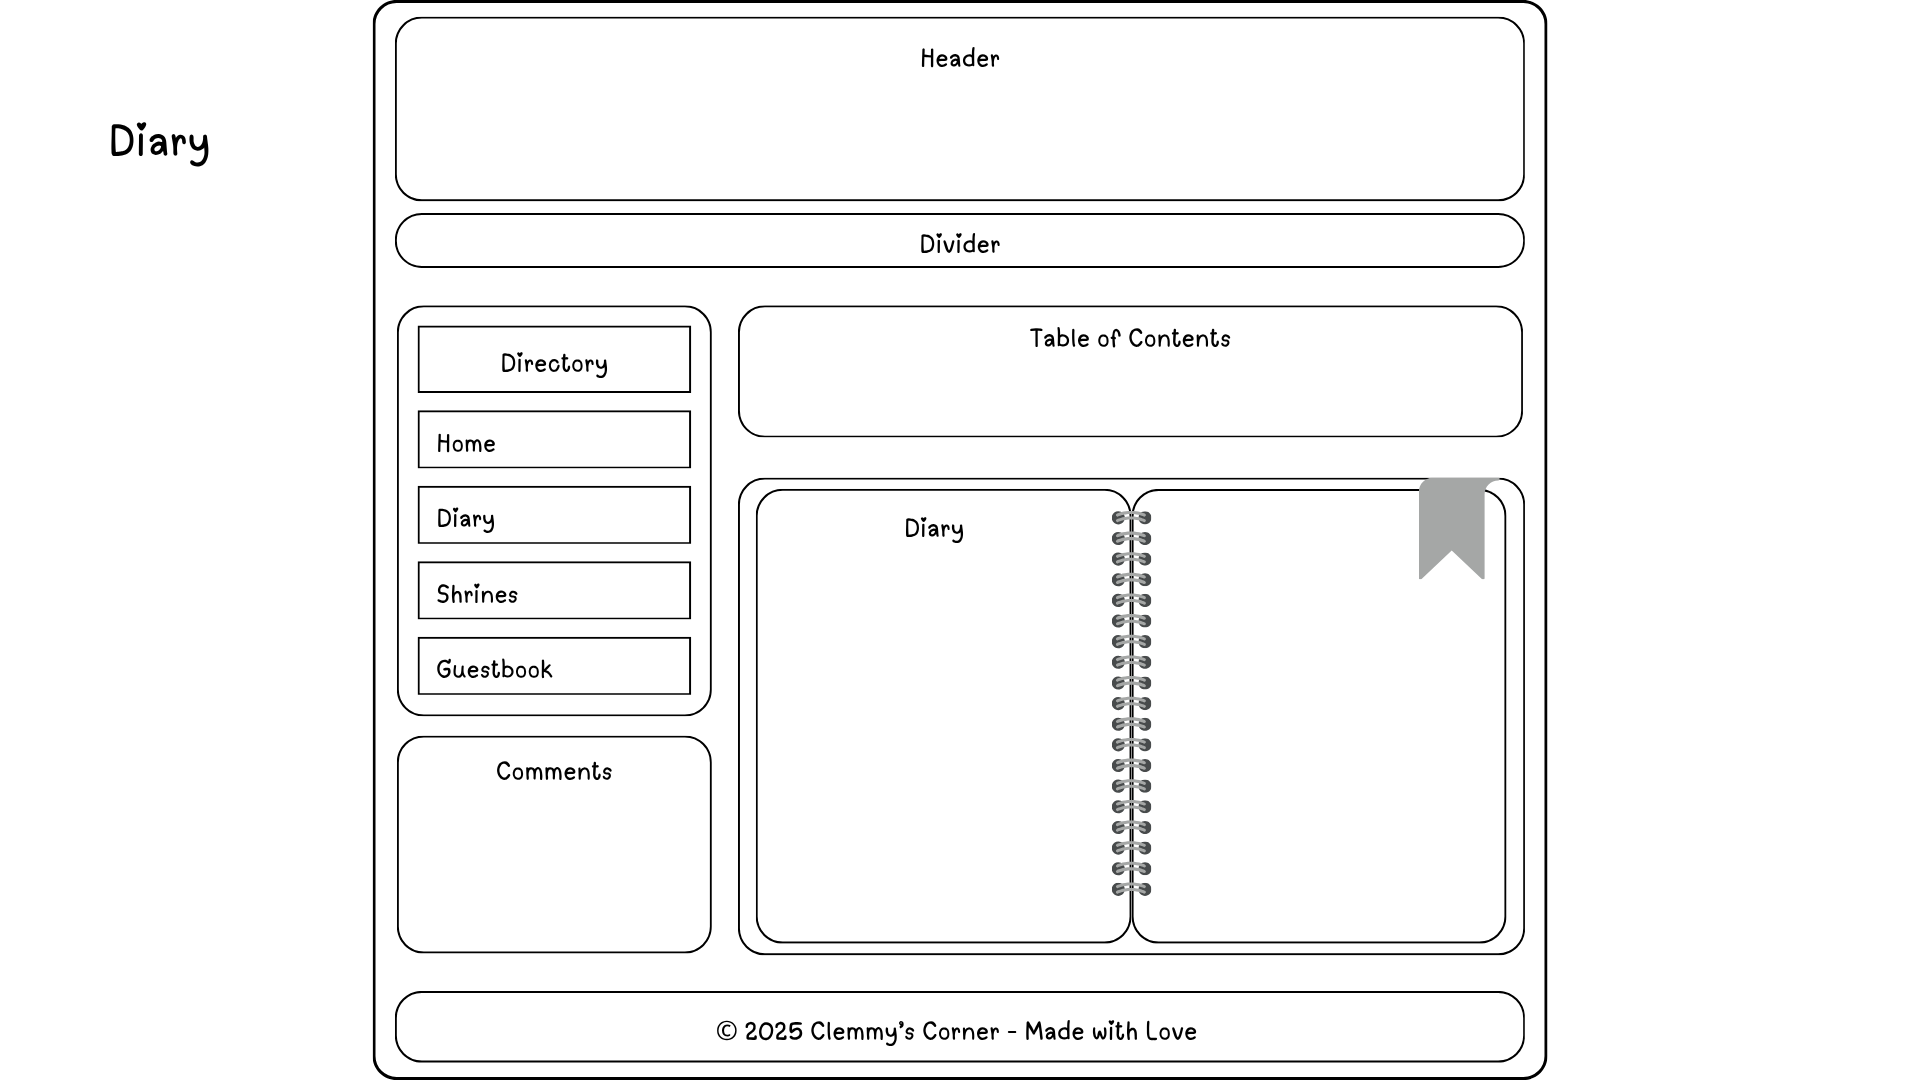 Diary
Header
Divider
Directory
Home
Diary
Shrines
Guestbook
Comments
Table of Contents
Diary
© 2025 Clemmy's Corner - Made with Love